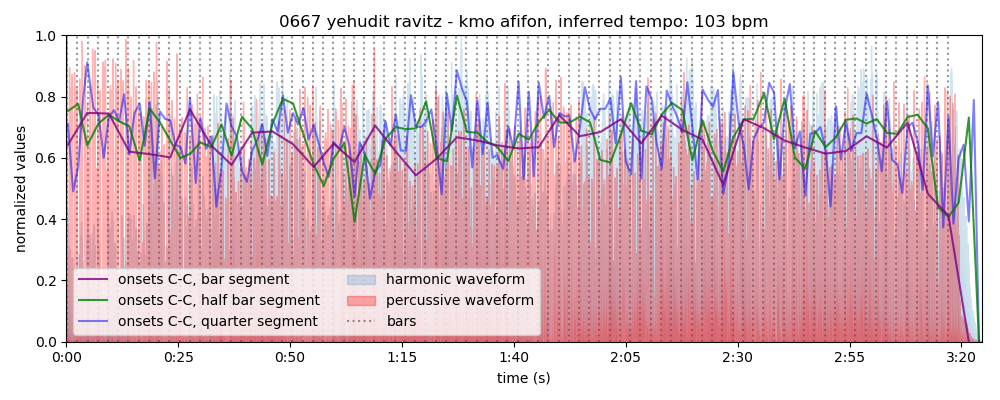 0667 yehudit ravitz - kmo afifon, inferred tempo: 103 bpm
normalized values
1.0
0.8
0.6
0.4
0.2
0.0
onsets C-C, bar segment
onsets C-C, half bar segment
onsets C-C, quarter segment
harmonic waveform
percussive waveform
bars
0:00 0:25 0:50 1:15 1:40 2:05 2:30 2:55 3:20
time (s)